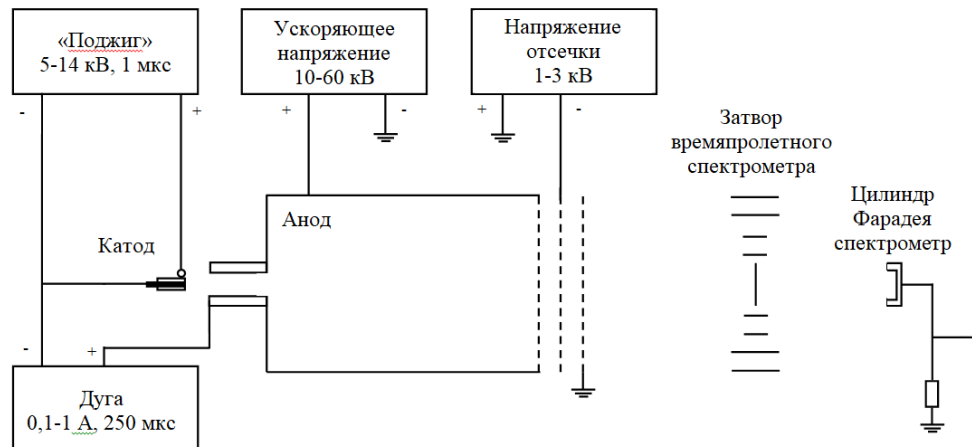 «Поджиг»
5-14 кВ, 1 мкс
Ускоряющее
напряжение
10-60 кВ
Напряжение
отсечки
1-3 кВ
-
+
+
-
+
-
Затвор
времяпролетного
спектрометра
Цилиндр
Фарадея
спектрометр
Анод
Катод
-
+
Дуга
0,1-1 А, 250 мкс